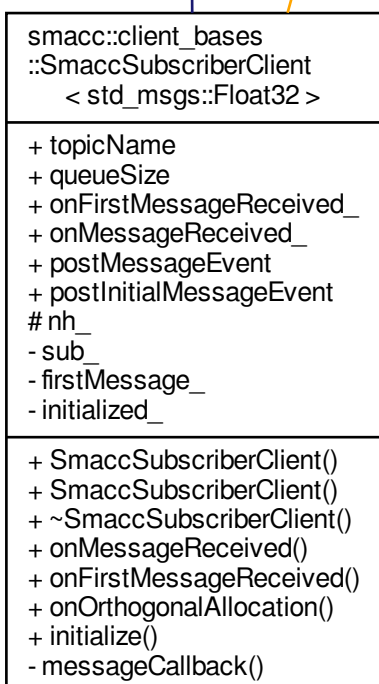 smacc::client_bases
::SmaccSubscriberClient
< std_msgs::Float32 >
+ topicName
+ queueSize
+ onFirstMessageReceived_
+ onMessageReceived_
+ postMessageEvent
+ postInitialMessageEvent
# nh_
- sub_
- firstMessage_
- initialized_
+ SmaccSubscriberClient()
+ SmaccSubscriberClient()
+ ~SmaccSubscriberClient()
+ onMessageReceived()
+ onFirstMessageReceived()
+ onOrthogonalAllocation()
+ initialize()
- messageCallback()